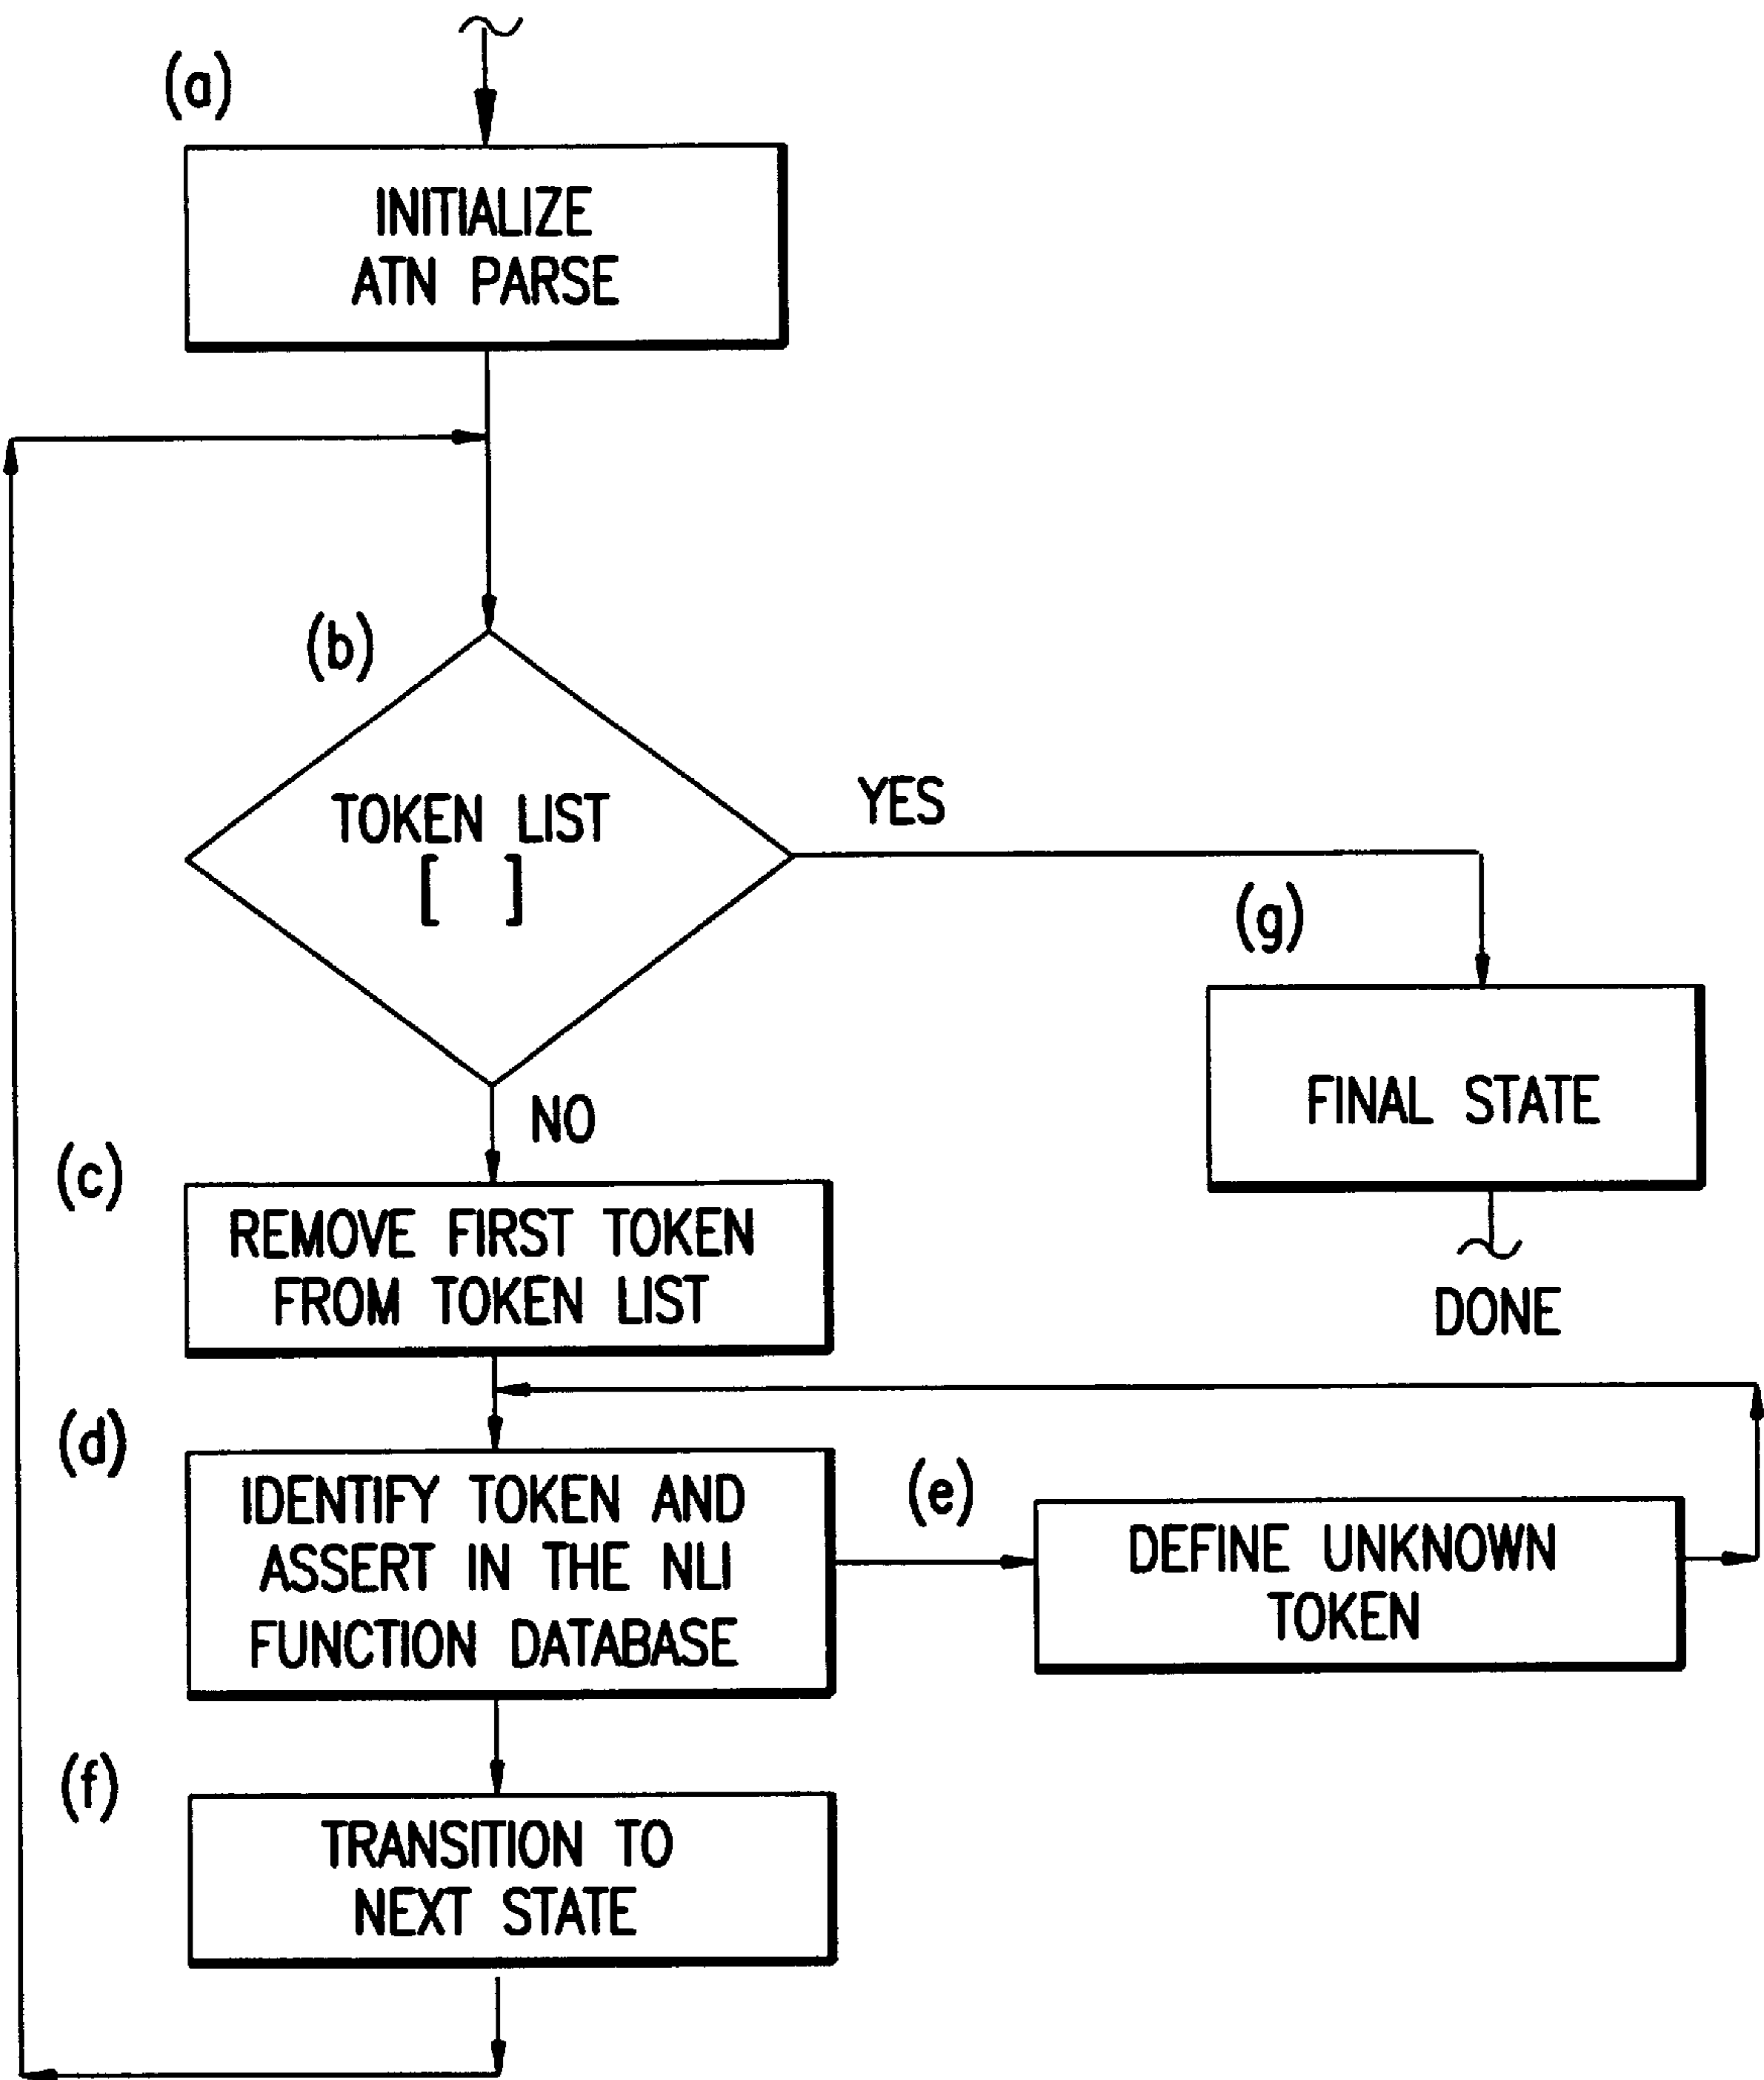 (a)
INITIALIZE
ATN PARSE
(b)
TOKEN LIST
[ ]
YES
(g)
FINAL STATE
DONE
NO
(c)
REMOVE FIRST TOKEN
FROM TOKEN LIST
(d)
IDENTIFY TOKEN AND
ASSERT IN THE NLI
FUNCTION DATABASE
(e)
DEFINE UNKNOWN
TOKEN
(f)
TRANSITION TO
NEXT STATE